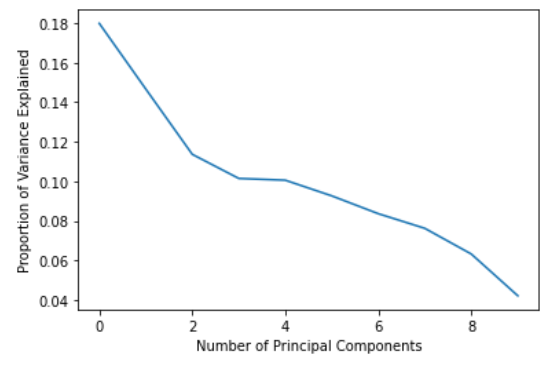 0.18
0.16
0.14
0.12
0.10
0.08
0.06
0.04
Proportion of Variance Explained
0 2 4 6 8
Number of Principal Components